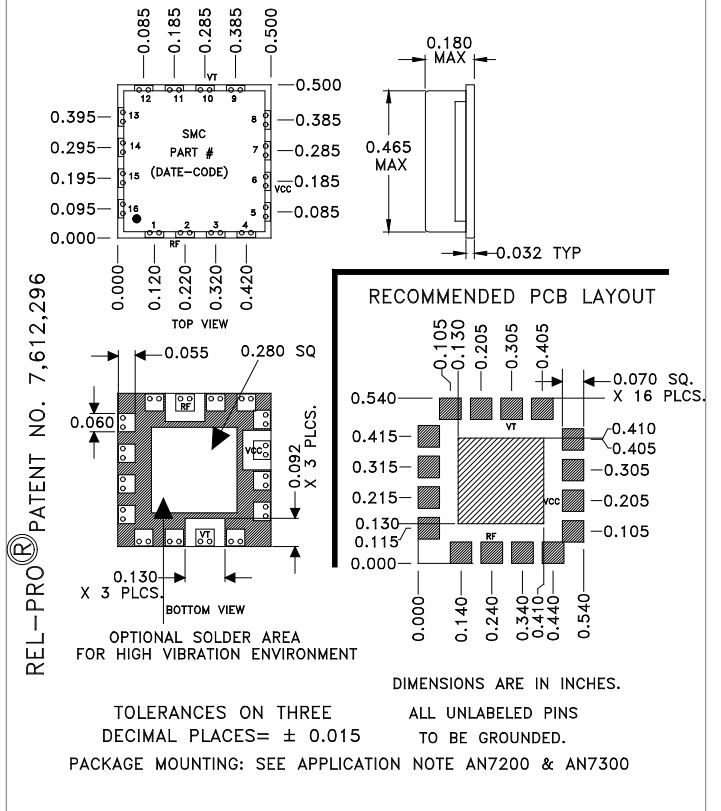 0.085
0.185
0.285
0.385
0.500
VT
12 11 10 9
0.500
0.395
13
8
0.385
SMC
0.295
14
PART #
7
0.285
(DATE-CODE)
0.195
15
6
VCC
0.185
0.095
16
5
0.085
0.000
1 2 3 4
RF
0.000
0.120
0.220
0.320
0.420
TOP VIEW
0.180
MAX
0.465
MAX
0.032 TYP
REL-PRO® PATENT NO. 7,612,296
0.055
0.280 SQ
0.060
RF
VCC
0.092
X 3 PLCS.
VT
0.130
X 3 PLCS.
BOTTOM VIEW
OPTIONAL SOLDER AREA
FOR HIGH VIBRATION ENVIRONMENT
RECOMMENDED PCB LAYOUT
0.105
0.130
0.205
0.305
0.405
0.070 SQ.
X 16 PLCS.
0.540
VT
0.415
0.410
0.405
0.315
0.305
0.215
VCC
0.205
0.130
0.115
RF
0.105
0.000
0.000
0.140
0.240
0.340
0.410
0.440
0.540
DIMENSIONS ARE IN INCHES.
TOLERANCES ON THREE
DECIMAL PLACES= ± 0.015
ALL UNLABELED PINS
TO BE GROUNDED.
PACKAGE MOUNTING: SEE APPLICATION NOTE AN7200 & AN7300